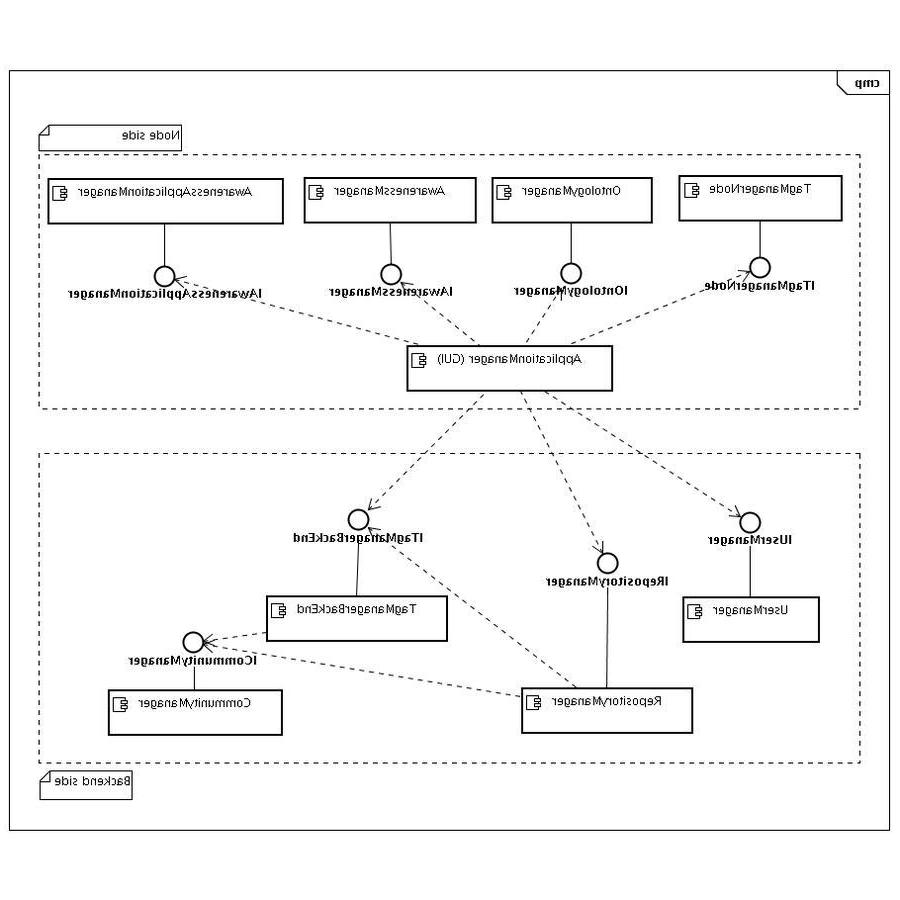 cmp
Node side
TagManagerNode
OntologyManager
AwarenessManager
AwarenessApplicationManager
ITagManagerNode
IOntologyManager
IAwarenessManager
IAwarenessApplicationManager
ApplicationManager (GUI)
ITagManagerBackEnd
IUserManager
IRepositoryManager
TagManagerBackEnd
UserManager
ICommunityManager
CommunityManager
RepositoryManager
Backend side